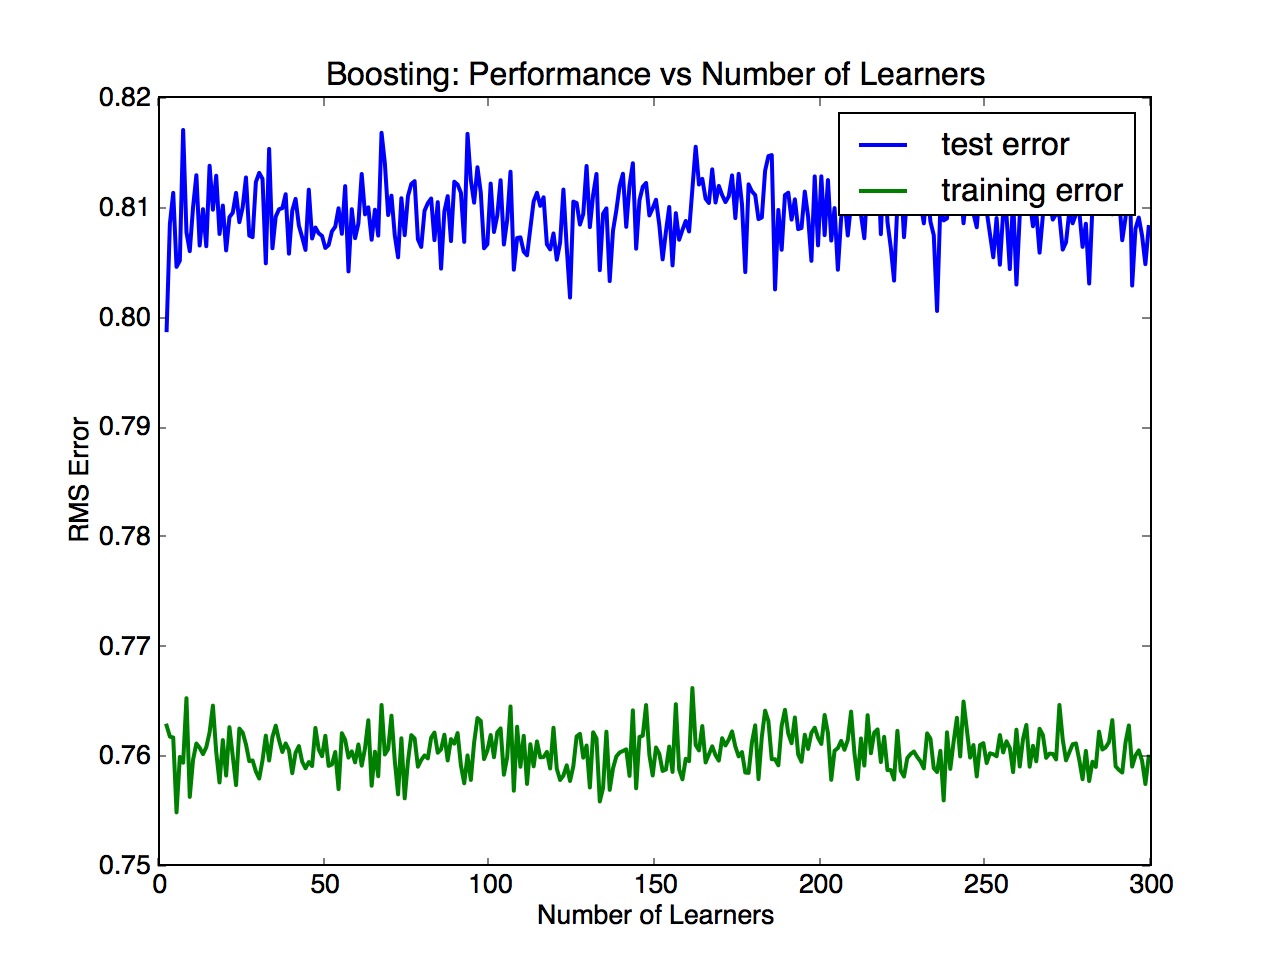 Boosting: Performance vs Number of Learners
0.82
0.81
0.80
0.79
0.78
0.77
0.76
0.75
RMS Error
test error
training error
0 50 100 150 200 250 300
Number of Learners